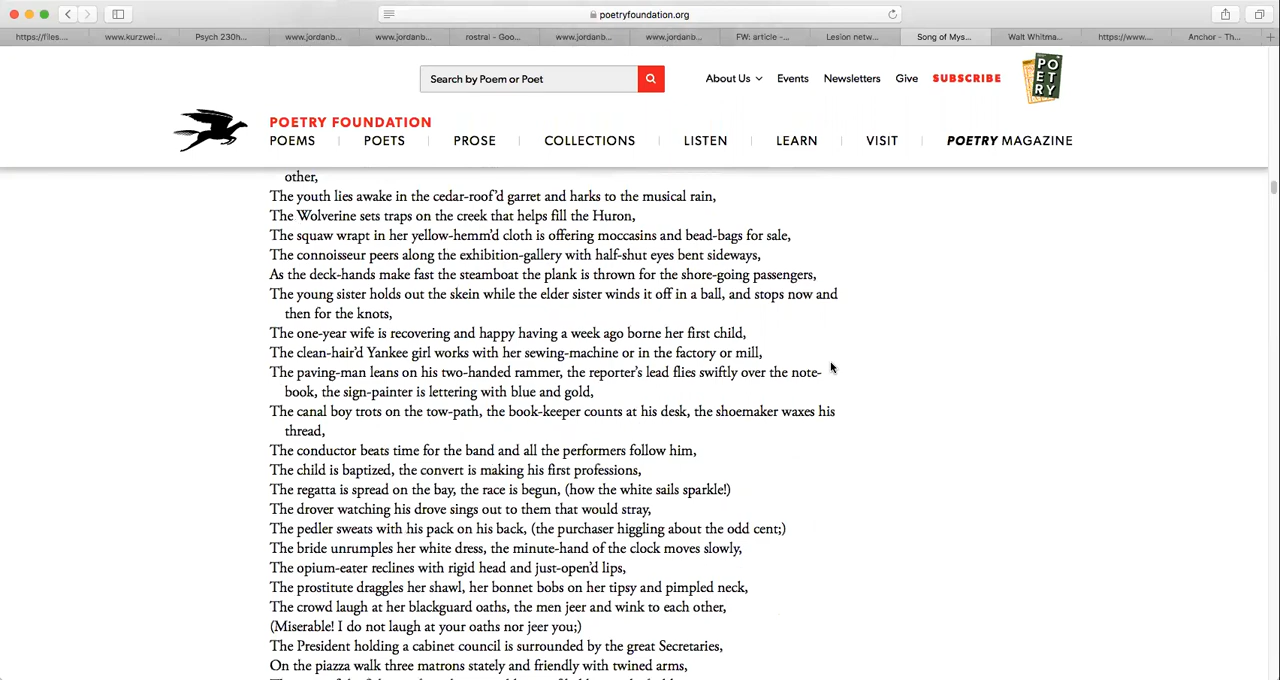 poetryfoundation.org
https://files....
www.kurzwei...
Psych 230h...
www.jordanb...
www.jordanb...
rostral - Goo...
www.jordanb...
www.jordanb...
FW: article -...
Lesion netw...
Song of Mys...
Walt Whitma...
https://www....
Anchor - Th...
Search by Poem or Poet
About Us
Events
Newsletters
Give
SUBSCRIBE
PO
ET
RY
POETRY FOUNDATION
POEMS
POETS
PROSE
COLLECTIONS
LISTEN
LEARN
VISIT
POETRY MAGAZINE
other,
The youth lies awake in the cedar-roof’d garret and harks to the musical rain,
The Wolverine sets traps on the creek that helps fill the Huron,
The squaw wrapt in her yellow-hemm’d cloth is offering moccasins and bead-bags for sale,
The connoisseur peers along the exhibition-gallery with half-shut eyes bent sideways,
As the deck-hands make fast the steamboat the plank is thrown for the shore-going passengers,
The young sister holds out the skein while the elder sister winds it off in a ball, and stops now and
then for the knots,
The one-year wife is recovering and happy having a week ago borne her first child,
The clean-hair’d Yankee girl works with her sewing-machine or in the factory or mill,
The paving-man leans on his two-handed rammer, the reporter’s lead flies swiftly over the note-
book, the sign-painter is lettering with blue and gold,
The canal boy trots on the tow-path, the book-keeper counts at his desk, the shoemaker waxes his
thread,
The conductor beats time for the band and all the performers follow him,
The child is baptized, the convert is making his first professions,
The regatta is spread on the bay, the race is begun, (how the white sails sparkle!)
The drover watching his drove sings out to them that would stray,
The pedler sweats with his pack on his back, (the purchaser higgling about the odd cent;)
The bride unrumples her white dress, the minute-hand of the clock moves slowly,
The opium-eater reclines with rigid head and just-open’d lips,
The prostitute draggles her shawl, her bonnet bobs on her tipsy and pimpled neck,
The crowd laugh at her blackguard oaths, the men jeer and wink to each other,
(Miserable! I do not laugh at your oaths nor jeer you;)
The President holding a cabinet council is surrounded by the great Secretaries,
On the piazza walk three matrons stately and friendly with twined arms,